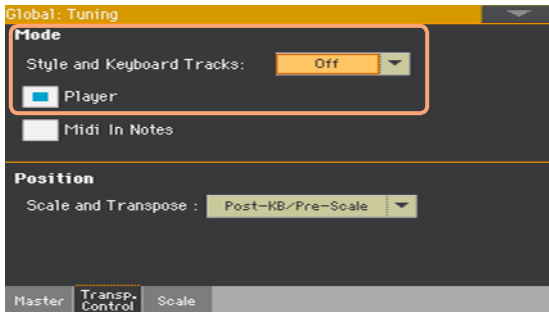 Global: Tuning
Mode
Style and Keyboard Tracks: Off
Player
Midi In Notes
Position
Scale and Transpose : Post-KB/Pre-Scale
Master Transp. Control Scale